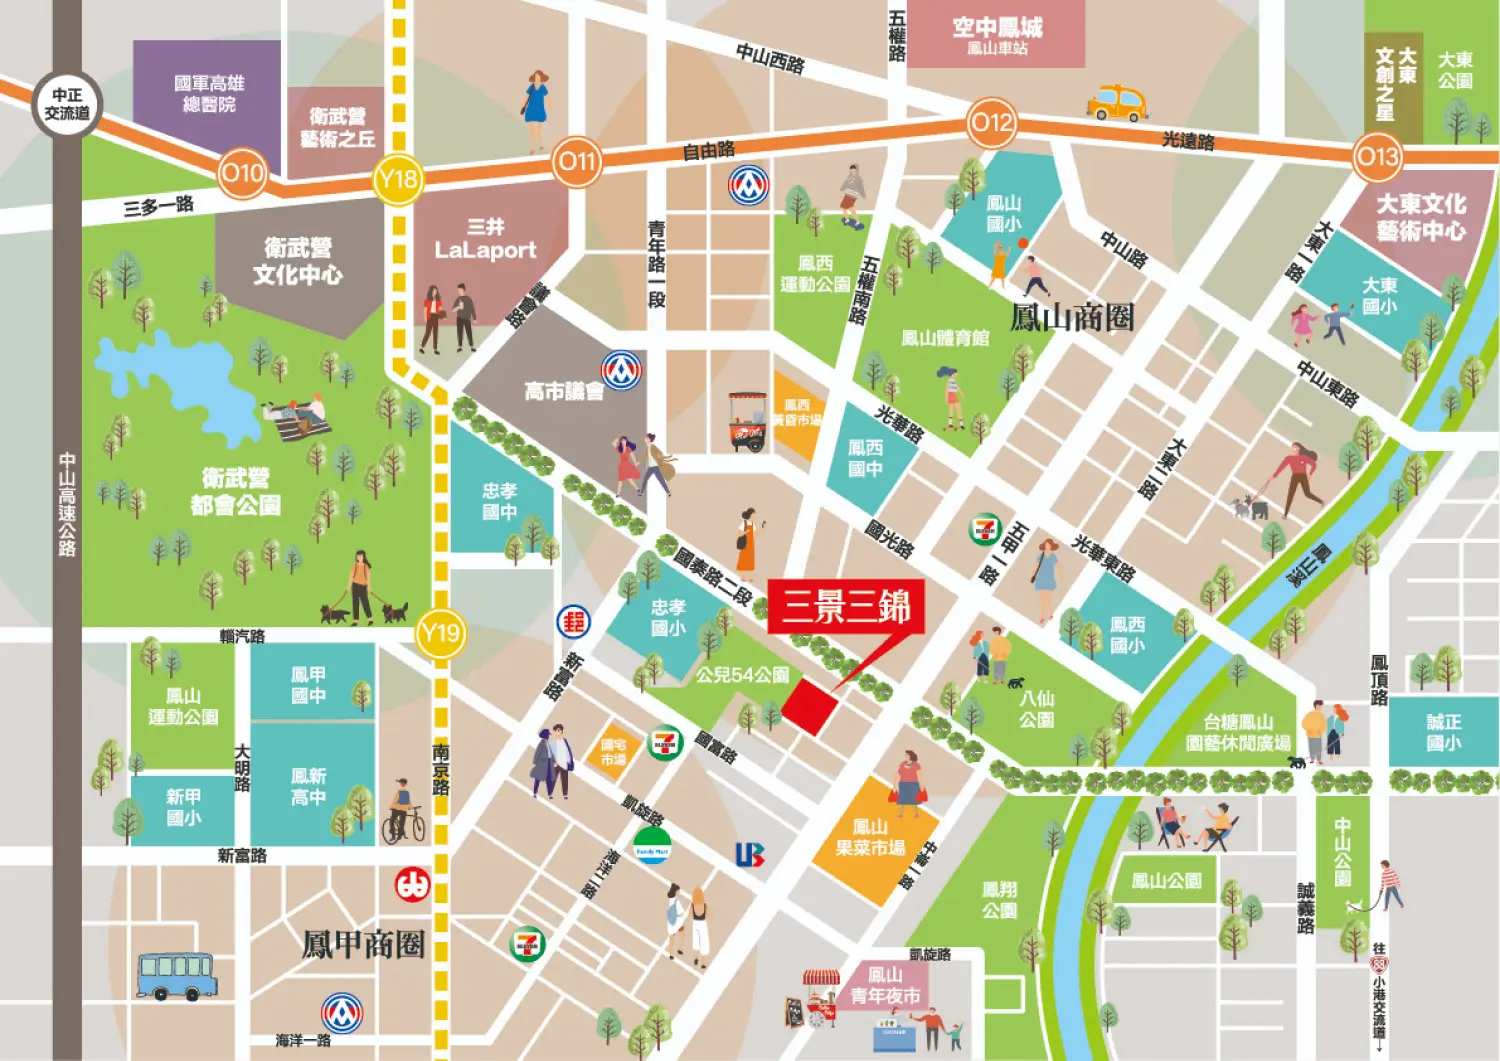 五權路
空中鳳城
鳳山車站
中山西路
大東
文創之星
大東
公園
國軍高雄
總醫院
中正
交流道
衛武營
藝術之丘
O10
Y18
O11
自由路
O12
光遠路
O13
三多一路
三井
LaLaport
衛武營
文化中心
青年路一段
議會路
鳳西
運動公園
五權南路
鳳山
國小
中山路
大東一路
大東文化
藝術中心
大東
國小
鳳山商圈
鳳山體育館
高市議會
鳳西
黃昏市場
光華路
鳳西
國中
中山東路
大東二路
中山高速公路
衛武營
都會公園
忠孝
國中
國光路
7
ELEVEN
五甲一路
光華東路
鳳山溪
國泰路二段
三景三錦
忠孝
國小
郵
輜汽路
Y19
新富路
公兒54公園
鳳西
國小
八仙
公園
鳳頂路
台糖鳳山
園藝休閒廣場
誠正
國小
鳳山
運動公園
鳳甲
國中
大明路
鳳新
高中
南京路
新甲
國小
新富路
國宅
市場
7
ELEVEN
國富路
凱旋路
Family Mart
海洋二路
鳳山
果菜市場
中崙一路
鳳翔
公園
鳳山公園
中山公園
誠義路
鳳甲商圈
7
ELEVEN
海洋一路
凱旋路
鳳山
青年夜市
往
88
小港交流道